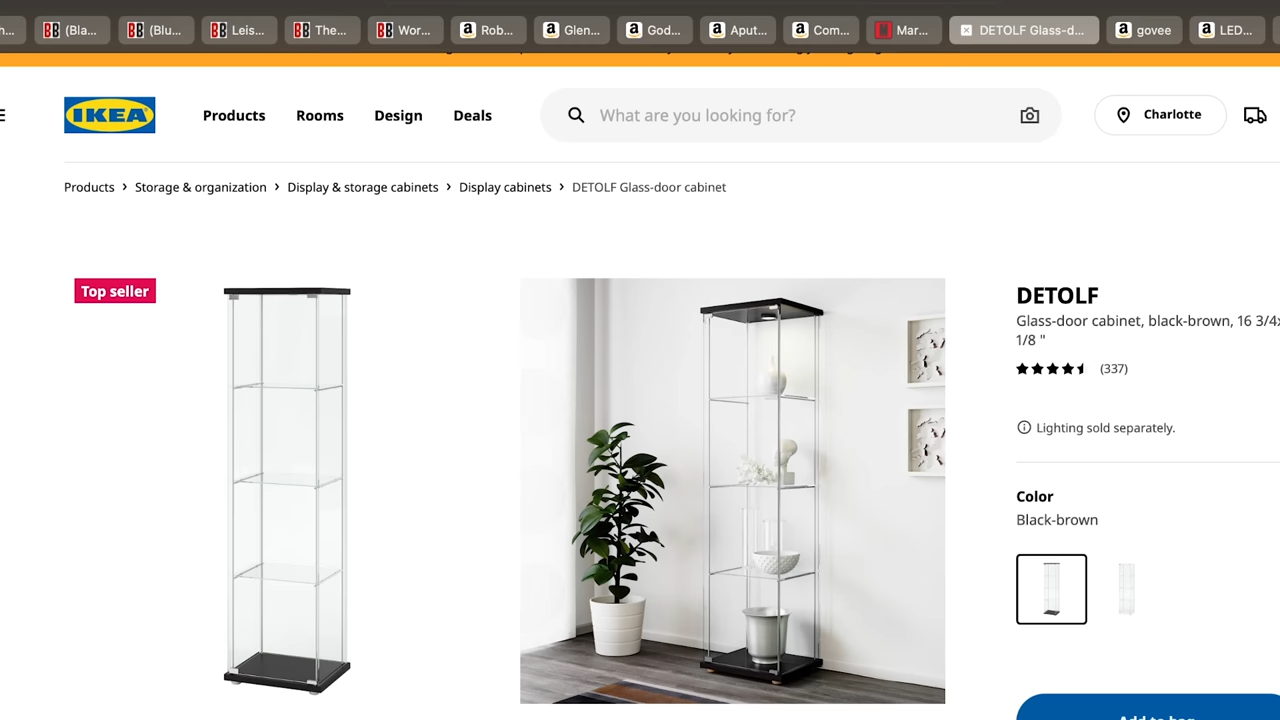 (Bla...
(Blu...
Leis...
The...
Wor...
Rob...
Glen...
God...
Aput...
Com...
Mar...
DETOLF Glass-d...
govee
LED...
IKEA
Products
Rooms
Design
Deals
What are you looking for?
Charlotte
Products › Storage & organization › Display & storage cabinets › Display cabinets › DETOLF Glass-door cabinet
Top seller
DETOLF
Glass-door cabinet, black-brown, 16 3/4x
1/8 "
(337)
Lighting sold separately.
Color
Black-brown
Add to bag